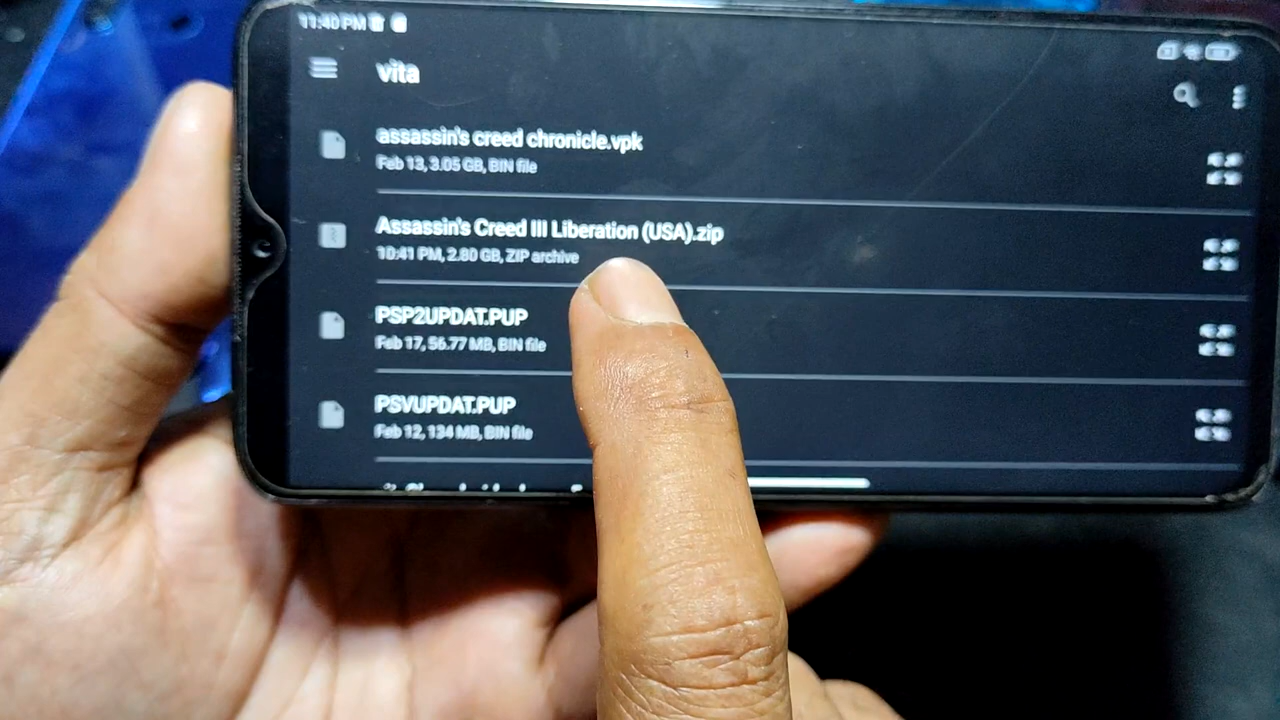 11:40 PM
vita
assassin's creed chronicle.vpk
Feb 13, 3.05 GB, BIN file
Assassin's Creed III Liberation (USA).zip
10:41 PM, 2.80 GB, ZIP archive
PSP2UPDAT.PUP
Feb 17, 56.77 MB, BIN file
PSVUPDAT.PUP
Feb 12, 134 MB, BIN file